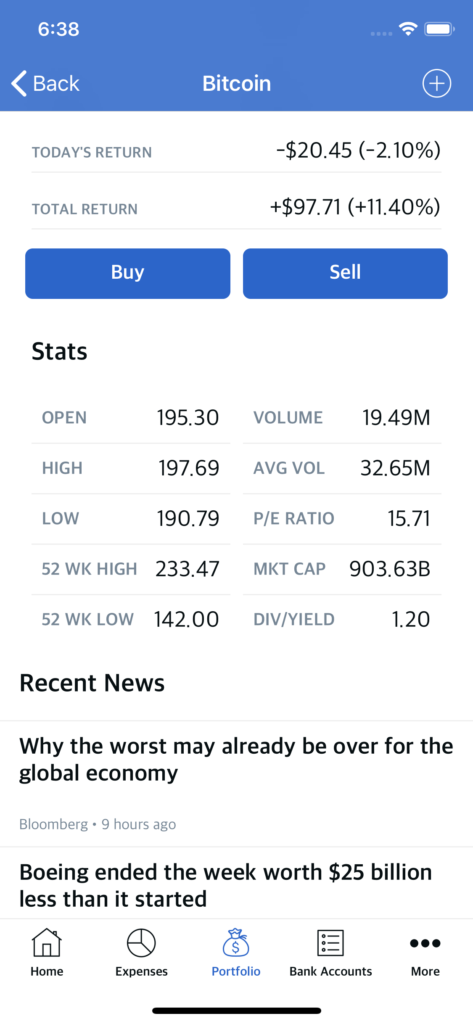 6:38
Back
Bitcoin
TODAY'S RETURN -$20.45 (-2.10%)
TOTAL RETURN +$97.71 (+11.40%)
Buy
Sell
Stats
OPEN 195.30 VOLUME 19.49M
HIGH 197.69 AVG VOL 32.65M
LOW 190.79 P/E RATIO 15.71
52 WK HIGH 233.47 MKT CAP 903.63B
52 WK LOW 142.00 DIV/YIELD 1.20
Recent News
Why the worst may already be over for the
global economy
Bloomberg • 9 hours ago
Boeing ended the week worth $25 billion
less than it started
Home
Expenses
Portfolio
Bank Accounts
More